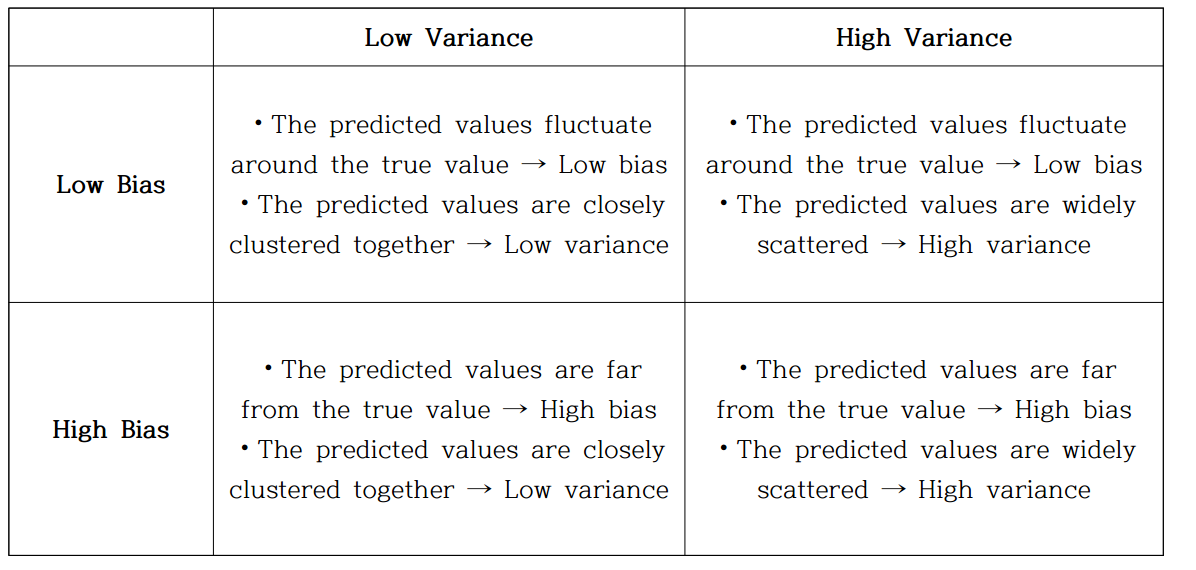 Low Variance
High Variance
Low Bias
• The predicted values fluctuate
around the true value → Low bias
• The predicted values are closely
clustered together → Low variance
• The predicted values fluctuate
around the true value → Low bias
• The predicted values are widely
scattered → High variance
High Bias
• The predicted values are far
from the true value → High bias
• The predicted values are closely
clustered together → Low variance
• The predicted values are far
from the true value → High bias
• The predicted values are widely
scattered → High variance